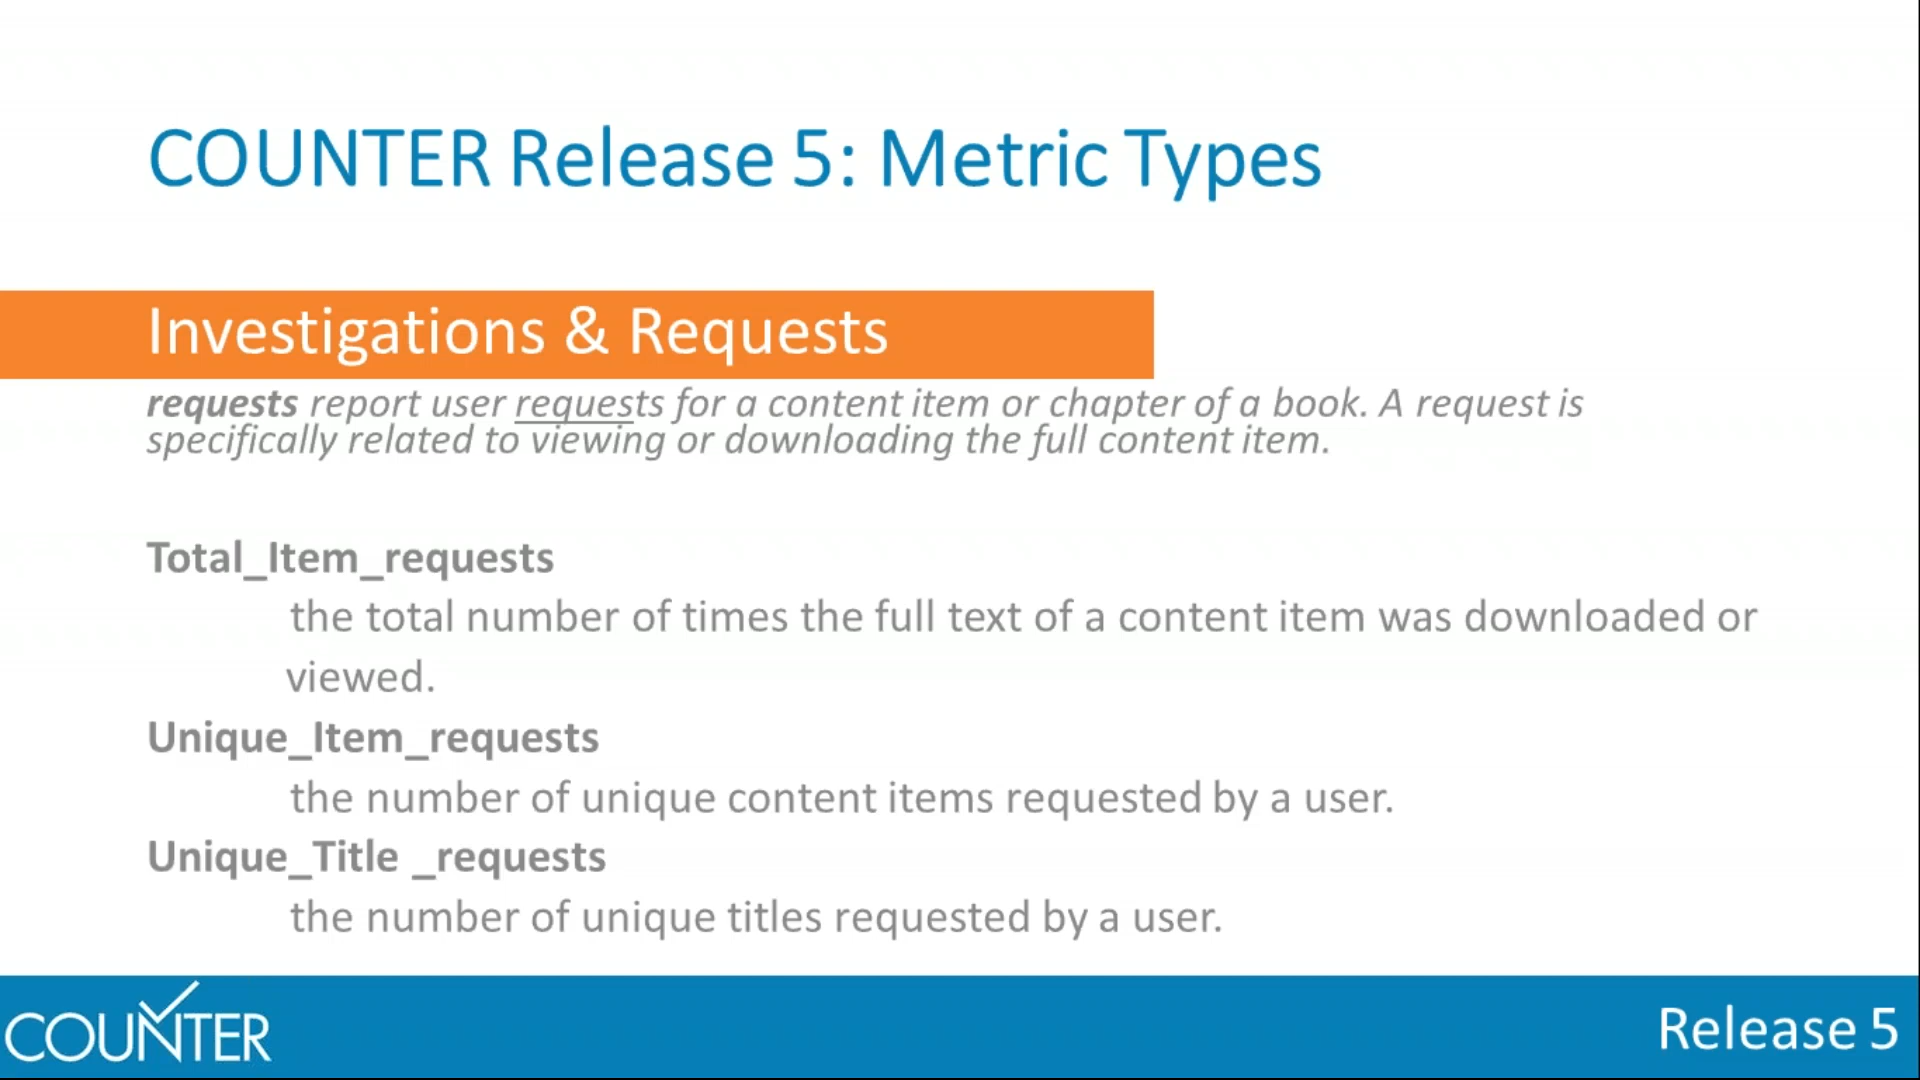 COUNTER Release 5: Metric Types
Investigations & Requests
requests report user requests for a content item or chapter of a book. A request is
specifically related to viewing or downloading the full content item.
Total_Item_requests
the total number of times the full text of a content item was downloaded or
viewed.
Unique_Item_requests
the number of unique content items requested by a user.
Unique_Title _requests
the number of unique titles requested by a user.
COUNTER
Release 5